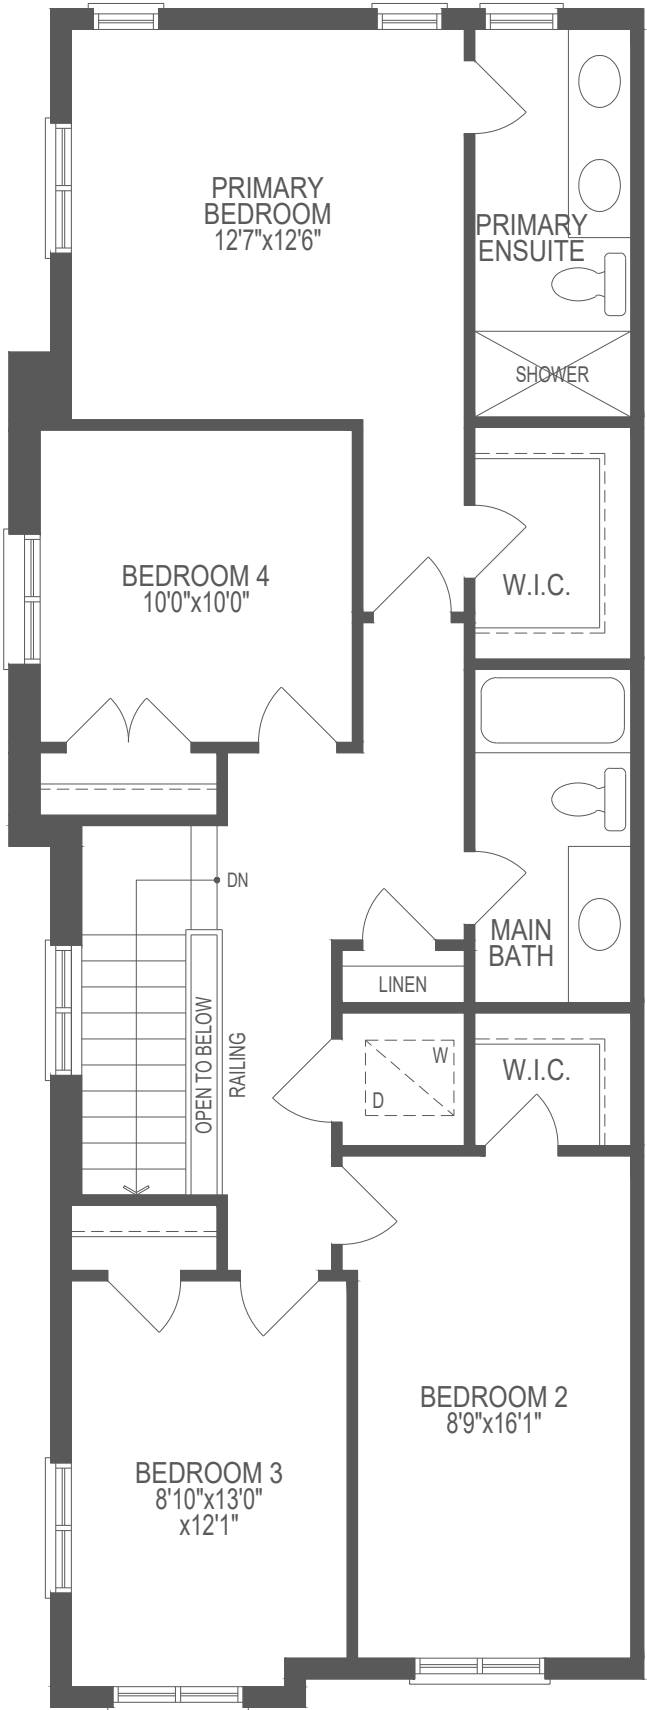 PRIMARY
BEDROOM
12'7"x12'6"
PRIMARY
ENSUITE
SHOWER
BEDROOM 4
10'0"x10'0"
W.I.C.
DN
MAIN
BATH
LINEN
OPEN TO BELOW
RAILING
W
D
W.I.C.
BEDROOM 2
8'9"x16'1"
BEDROOM 3
8'10"x13'0"
x12'1"